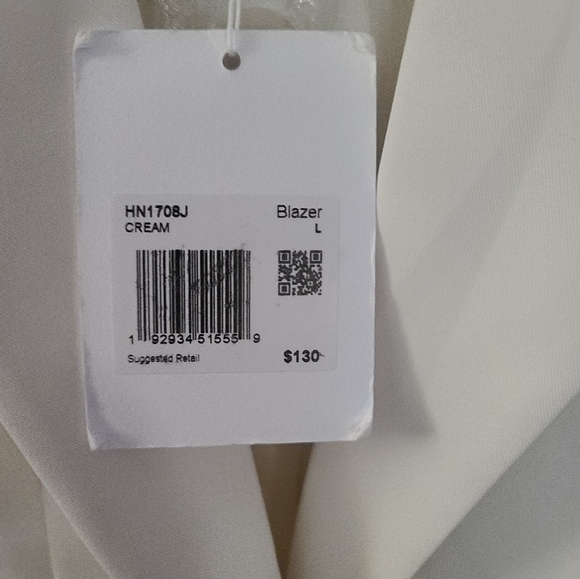 HN1708J Blazer
CREAM L
1 92934 51555 9
Suggested Retail $130